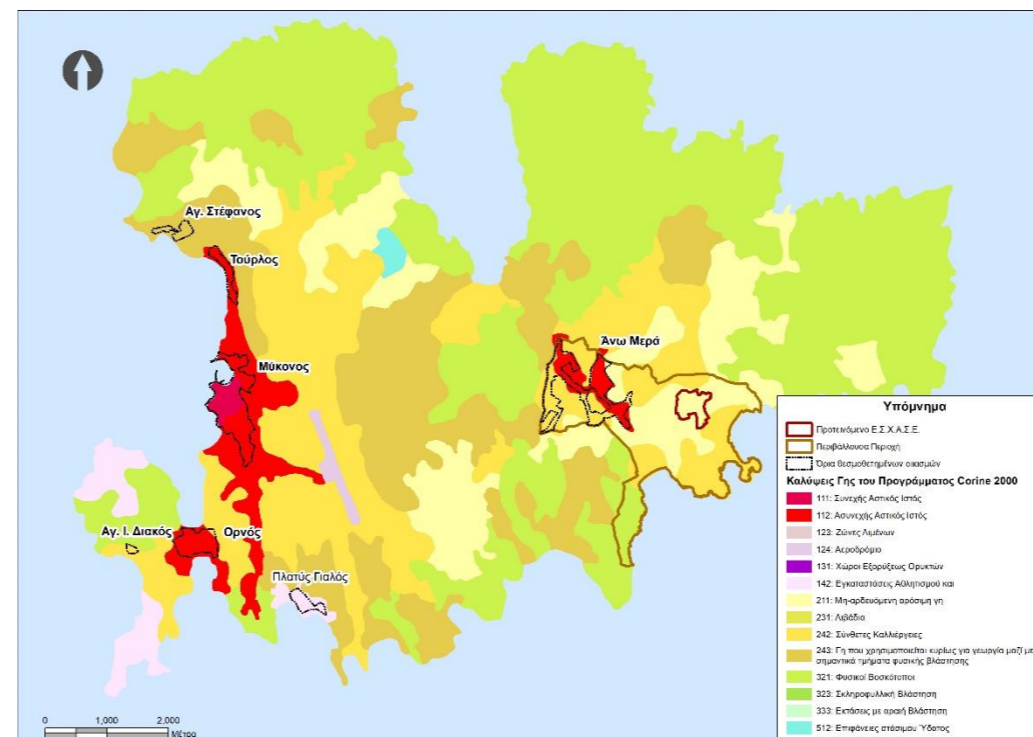 Αγ. Στέφανος
Τούρλος
Μύκονος
Άνω Μερά
Αγ. Ι. Διακός
Ορνός
Πλατύς Γιαλός
Υπόμνημα
Προτεινόμενο Ε.Σ.Χ.Α.Σ.Ε.
Περιβάλλουσα Περιοχή
Όρια θεσμοθετημένων οικισμών
Καλύψεις Γης του Προγράμματος Corine 2000
111: Συνεχής Αστικός Ιστός
112: Ασυνεχής Αστικός Ιστός
123: Ζώνες Λιμένων
124: Αεροδρόμιο
131: Χώροι Εξορύξεως Ορυκτών
142: Εγκαταστάσεις Αθλητισμού και
211: Μη-αρδευόμενη αρόσιμη γη
231: Λιβάδια
242: Σύνθετες Καλλιέργειες
243: Γη που χρησιμοποιείται κυρίως για γεωργία μαζί με
σημαντικά τμήματα φυσικής βλάστησης
321: Φυσικοί Βοσκότοποι
323: Σκληροφυλλική Βλάστηση
333: Εκτάσεις με αραιή Βλάστηση
512: Επιφάνειες στάσιμου Ύδατος
0 1,000 2,000
Μέτρα